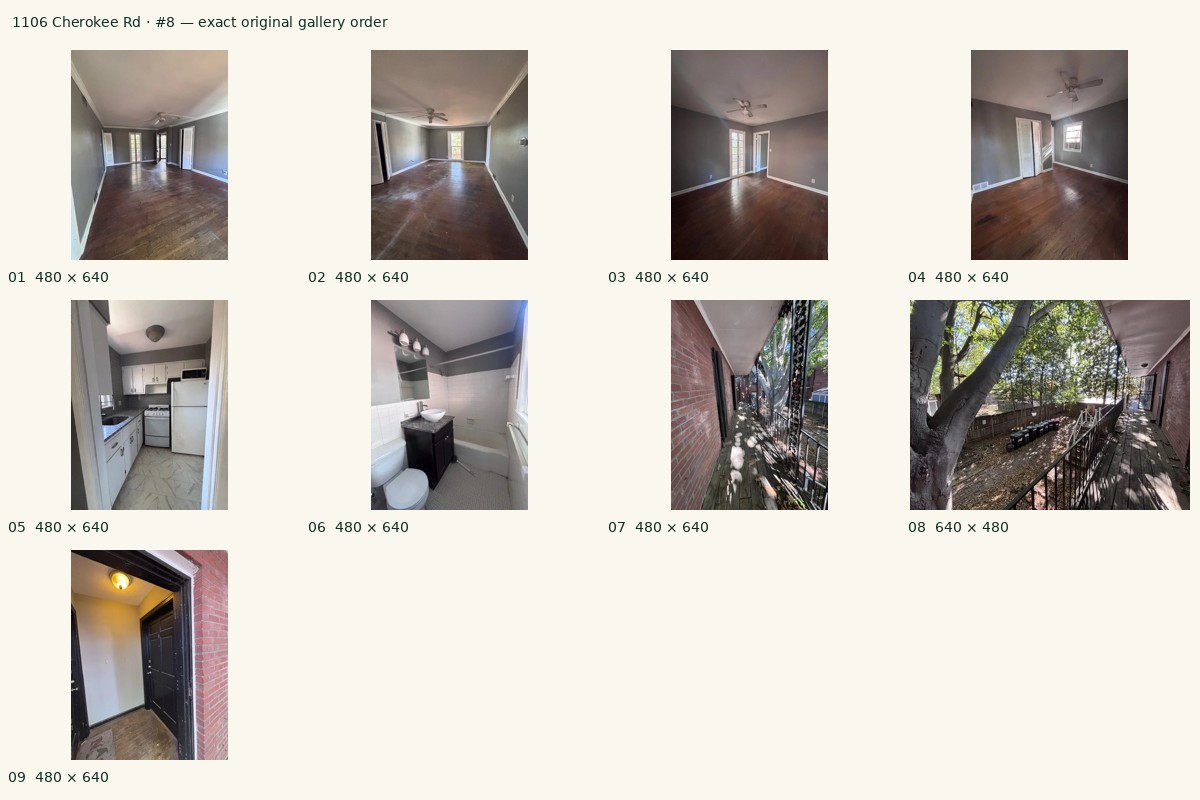 1106 Cherokee Rd · #8 — exact original gallery order
01 480 × 640
02 480 × 640
03 480 × 640
04 480 × 640
05 480 × 640
06 480 × 640
07 480 × 640
08 640 × 480
09 480 × 640